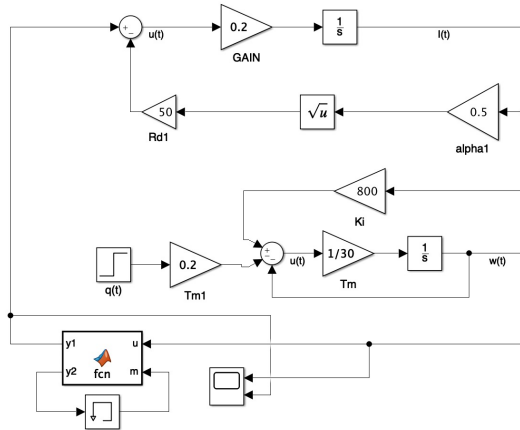 +
−
u(t)
0.2
GAIN
1
s
l(t)
50
Rd1
√u
0.5
alpha1
800
Ki
q(t)
0.2
Tm1
+
−
−
u(t)
1/30
Tm
1
s
w(t)
y1
y2
fcn
u
m